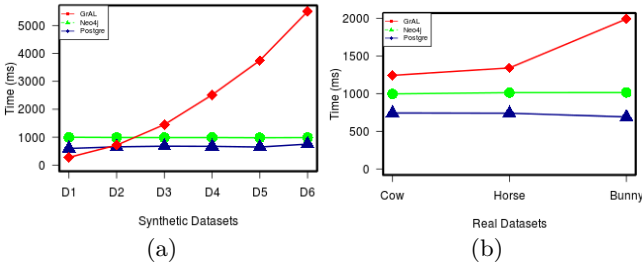 GrAL
Neo4j
Postgre
Time (ms)
5000
4000
3000
2000
1000
0
D1 D2 D3 D4 D5 D6
Synthetic Datasets
(a)
GrAL
Neo4j
Postgre
Time (ms)
2000
1500
1000
500
0
Cow Horse Bunny
Real Datasets
(b)